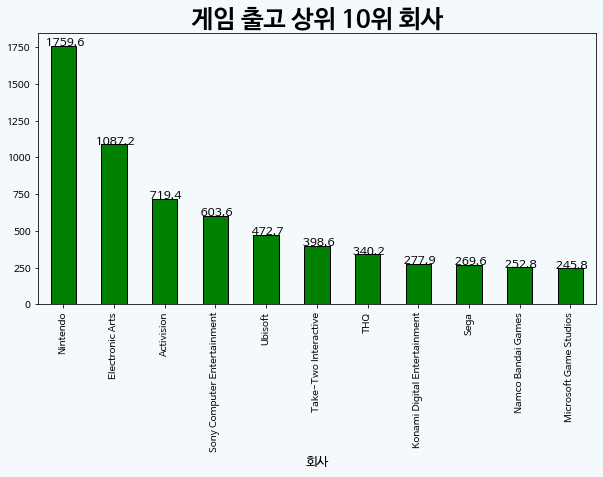 게임 출고 상위 10위 회사
1750
1500
1250
1000
750
500
250
0
1759.6
1087.2
719.4
603.6
472.7
398.6
340.2
277.9
269.6
252.8
245.8
Nintendo
Electronic Arts
Activision
Sony Computer Entertainment
Ubisoft
Take-Two Interactive
THQ
Konami Digital Entertainment
Sega
Namco Bandai Games
Microsoft Game Studios
회사